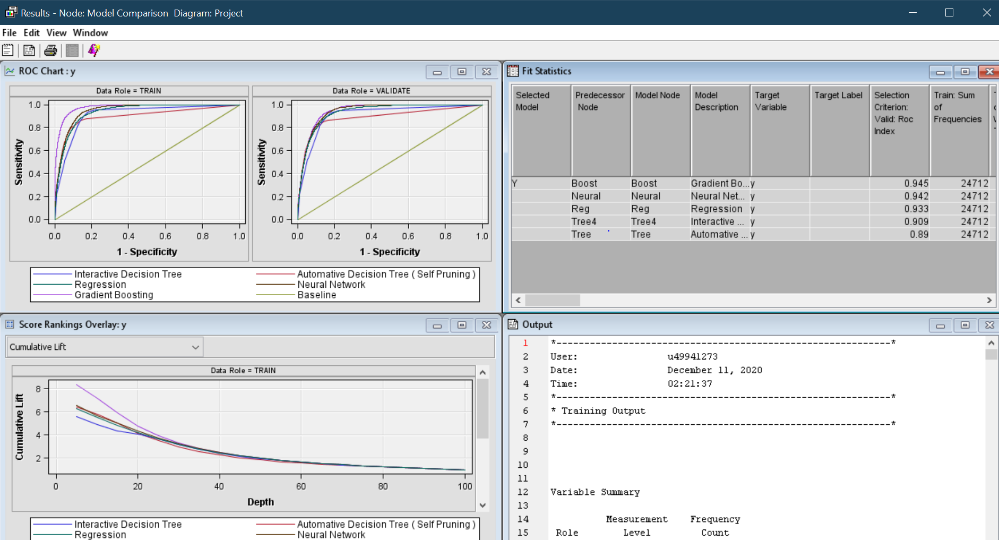 Results - Node: Model Comparison  Diagram: Project
File Edit View Window
ROC Chart : y
Data Role = TRAIN
1.0
0.8
0.6
0.4
0.2
0.0
Sensitivity
0.0 0.2 0.4 0.6 0.8 1.0
1 - Specificity
Data Role = VALIDATE
1.0
0.8
0.6
0.4
0.2
0.0
Sensitivity
0.0 0.2 0.4 0.6 0.8 1.0
1 - Specificity
Interactive Decision Tree
Automative Decision Tree ( Self Pruning )
Regression
Neural Network
Gradient Boosting
Baseline
Fit Statistics
Selected Model
Predecessor Node
Model Node
Model Description
Target Variable
Target Label
Selection Criterion: Valid: Roc Index
Train: Sum of Frequencies
Y Boost Boost Gradient Bo... y 0.945 24712
Neural Neural Neural Net... y 0.942 24712
Reg Reg Regression y 0.933 24712
Tree4 Tree4 Interactive ... y 0.909 24712
Tree Tree Automative ... y 0.89 24712
Score Rankings Overlay: y
Cumulative Lift
Data Role = TRAIN
8
6
4
2
Cumulative Lift
0 20 40 60 80 100
Depth
Interactive Decision Tree
Automative Decision Tree ( Self Pruning )
Regression
Neural Network
Output
1 *------------------------------------------------------------*
2 User: u49941273
3 Date: December 11, 2020
4 Time: 02:21:37
5 *------------------------------------------------------------*
6 * Training Output
7 *------------------------------------------------------------*
8
9
10
11
12 Variable Summary
13
14 Measurement Frequency
15 Role Level Count